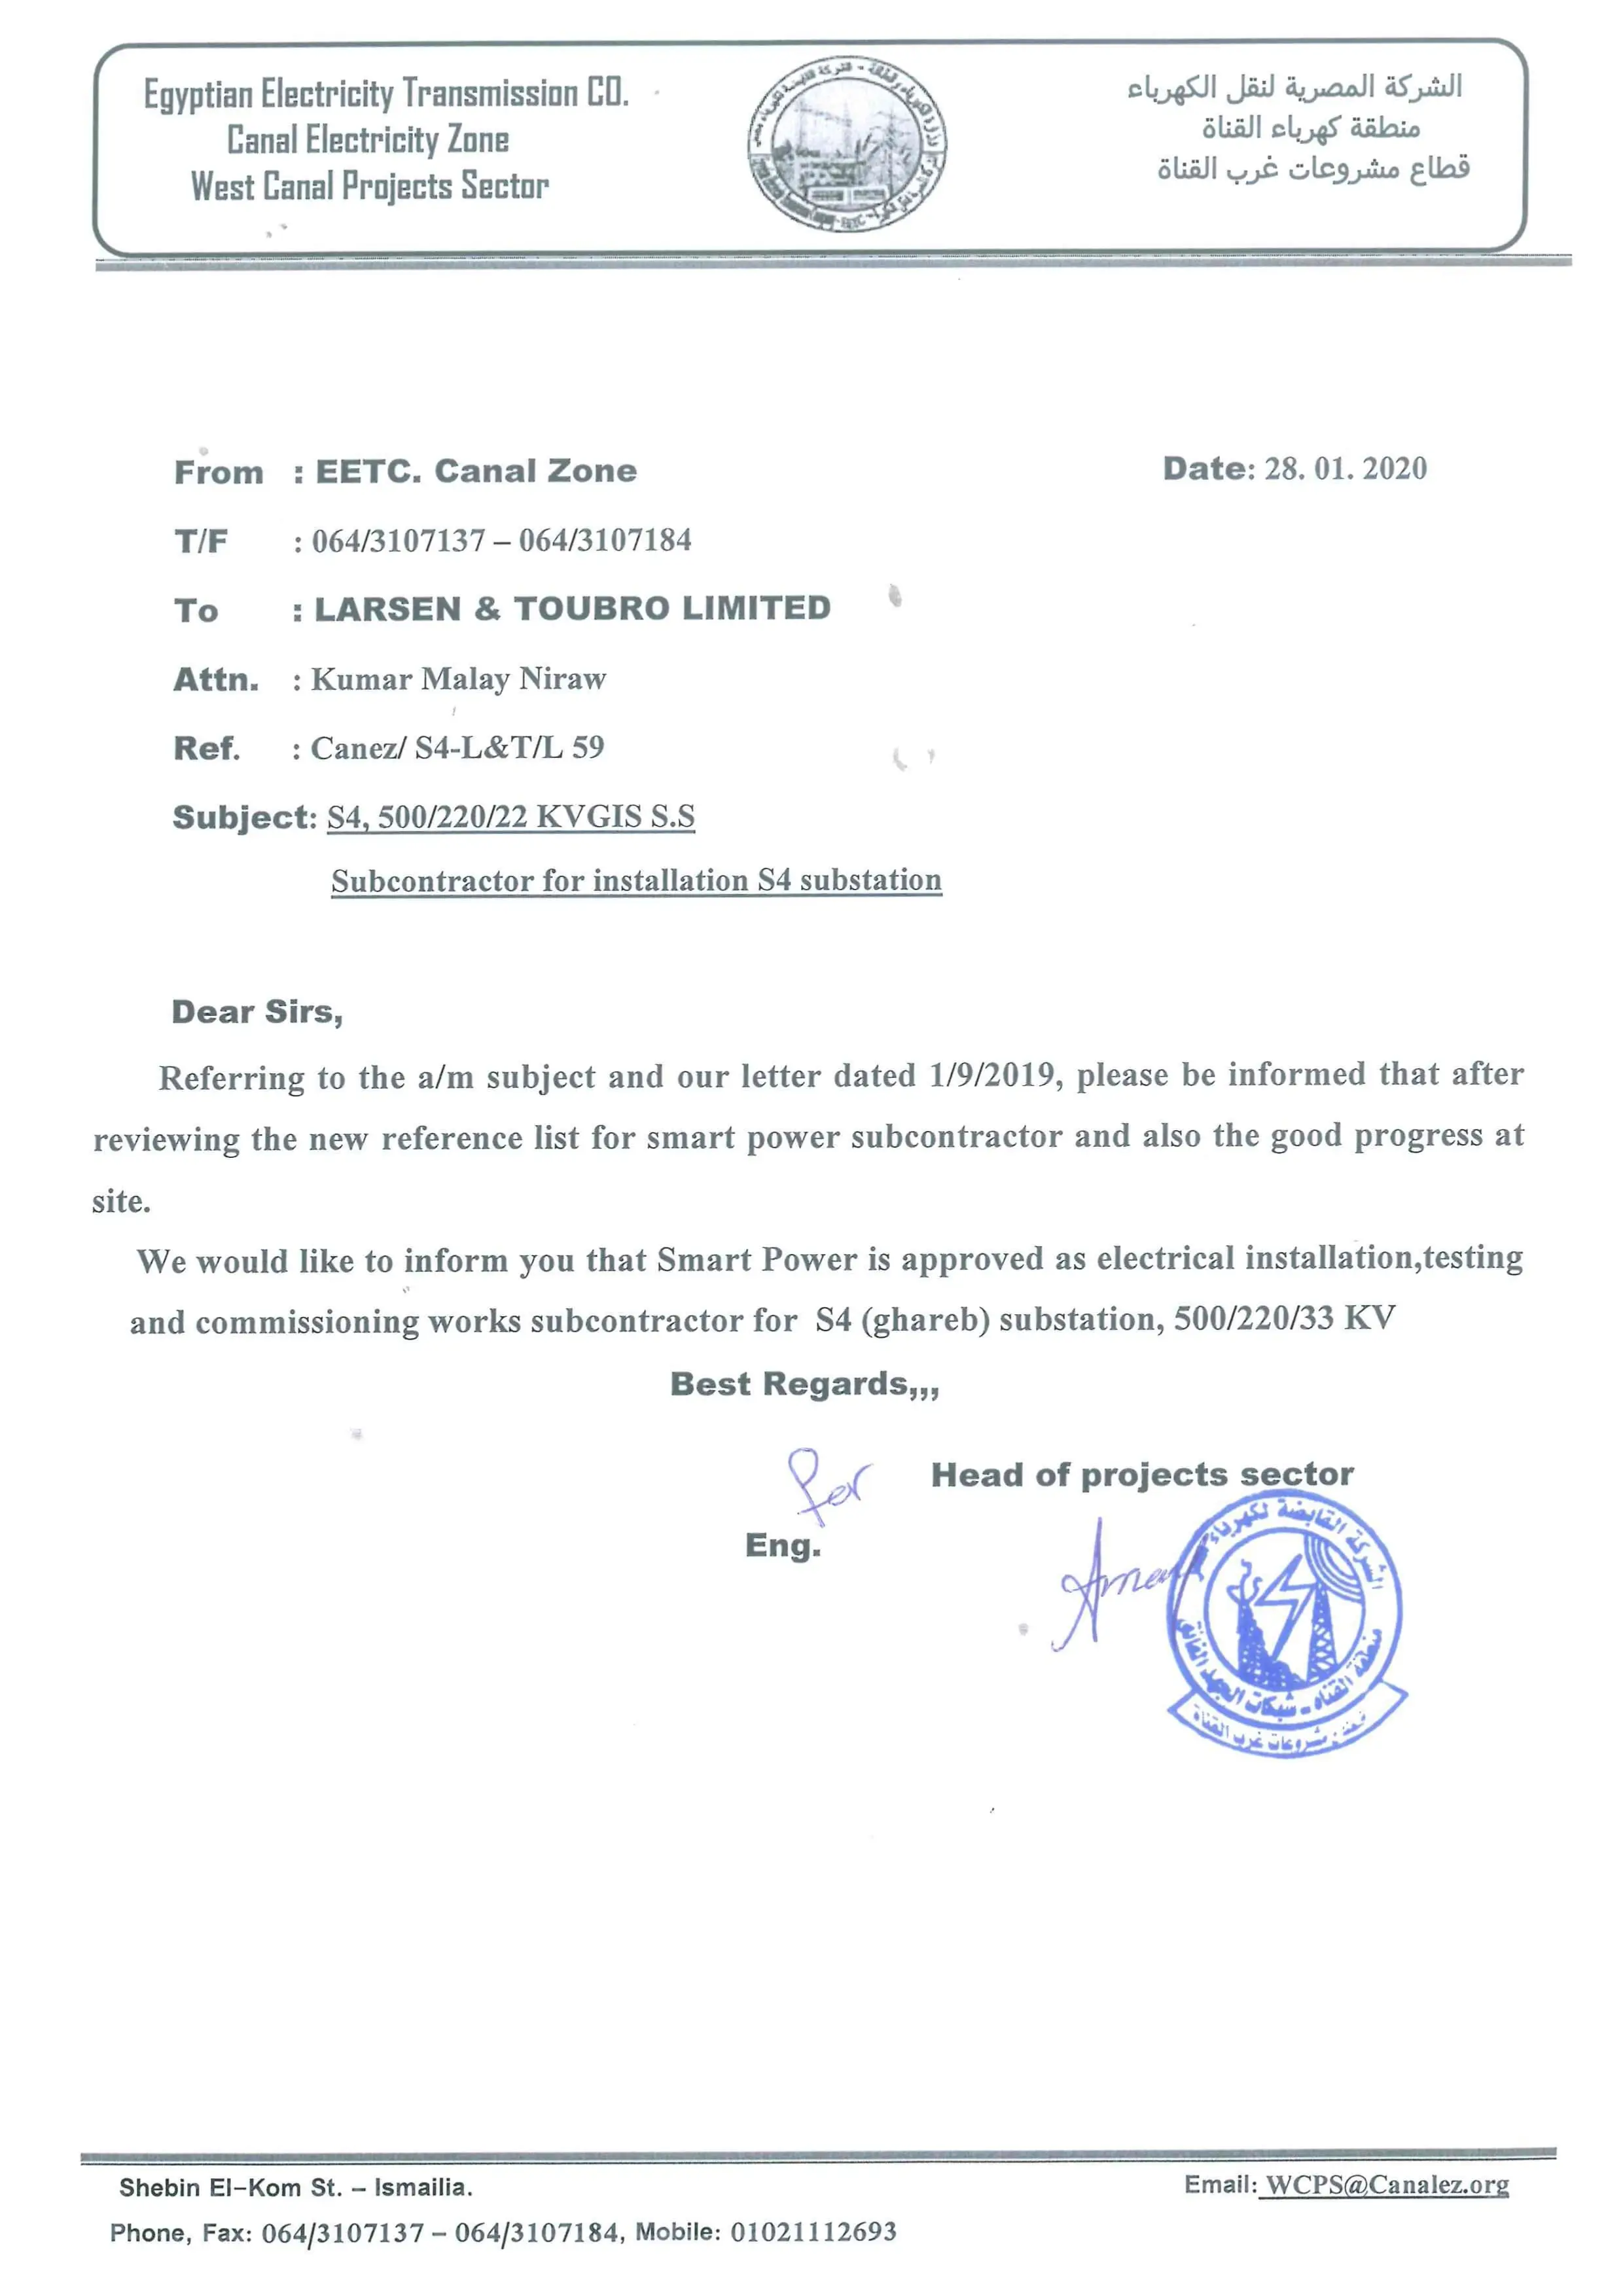 Egyptian Electricity Transmission CO.
Canal Electricity Zone
West Canal Projects Sector
الشركة المصرية لنقل الكهرباء
منطقة كهرباء القناة
قطاع مشروعات غرب القناة
EETC
From : EETC. Canal Zone
Date: 28. 01. 2020
T/F : 064/3107137 – 064/3107184
To : LARSEN & TOUBRO LIMITED
Attn. : Kumar Malay Niraw
Ref. : Canez/ S4-L&T/L 59
Subject: S4, 500/220/22 KVGIS S.S
Subcontractor for installation S4 substation
Dear Sirs,
Referring to the a/m subject and our letter dated 1/9/2019, please be informed that after
reviewing the new reference list for smart power subcontractor and also the good progress at
site.
We would like to inform you that Smart Power is approved as electrical installation,testing
and commissioning works subcontractor for S4 (ghareb) substation, 500/220/33 KV
Best Regards,,,
for
Head of projects sector
Eng.
الشركة القابضة لكهرباء مصر
منطقة القناة - شبكات الجهد الفائق
مشروعات غرب القناة
Shebin El-Kom St. – Ismailia.
Email: WCPS@Canalez.org
Phone, Fax: 064/3107137 – 064/3107184, Mobile: 01021112693